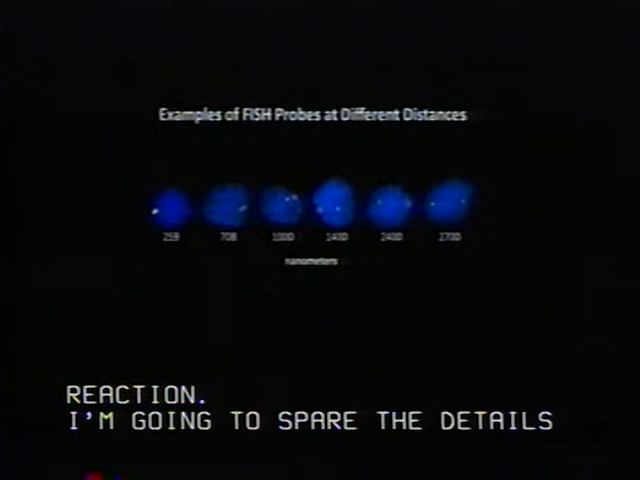 Examples of FISH Probes at Different Distances
259 708 1000 1400 2400 2700
nanometers
REACTION.
I'M GOING TO SPARE THE DETAILS